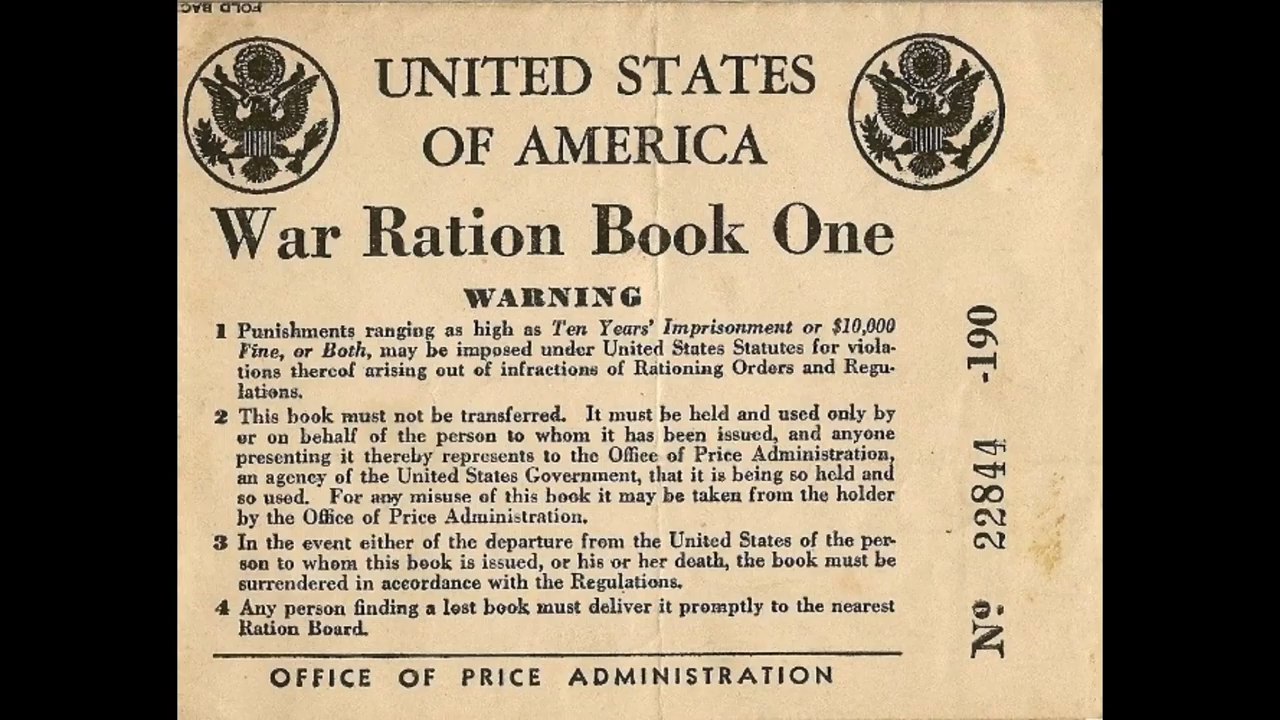 FOLD BAC
UNITED STATES
OF AMERICA
War Ration Book One
WARNING
1 Punishments ranging as high as Ten Years' Imprisonment or $10,000
Fine, or Both, may be imposed under United States Statutes for viola-
tions thereof arising out of infractions of Rationing Orders and Regu-
lations.
2 This book must not be transferred. It must be held and used only by
or on behalf of the person to whom it has been issued, and anyone
presenting it thereby represents to the Office of Price Administration,
an agency of the United States Government, that it is being so held and
so used. For any misuse of this book it may be taken from the holder
by the Office of Price Administration.
3 In the event either of the departure from the United States of the per-
son to whom this book is issued, or his or her death, the book must be
surrendered in accordance with the Regulations.
4 Any person finding a lost book must deliver it promptly to the nearest
Ration Board.
OFFICE OF PRICE ADMINISTRATION
Nº 22844 -190